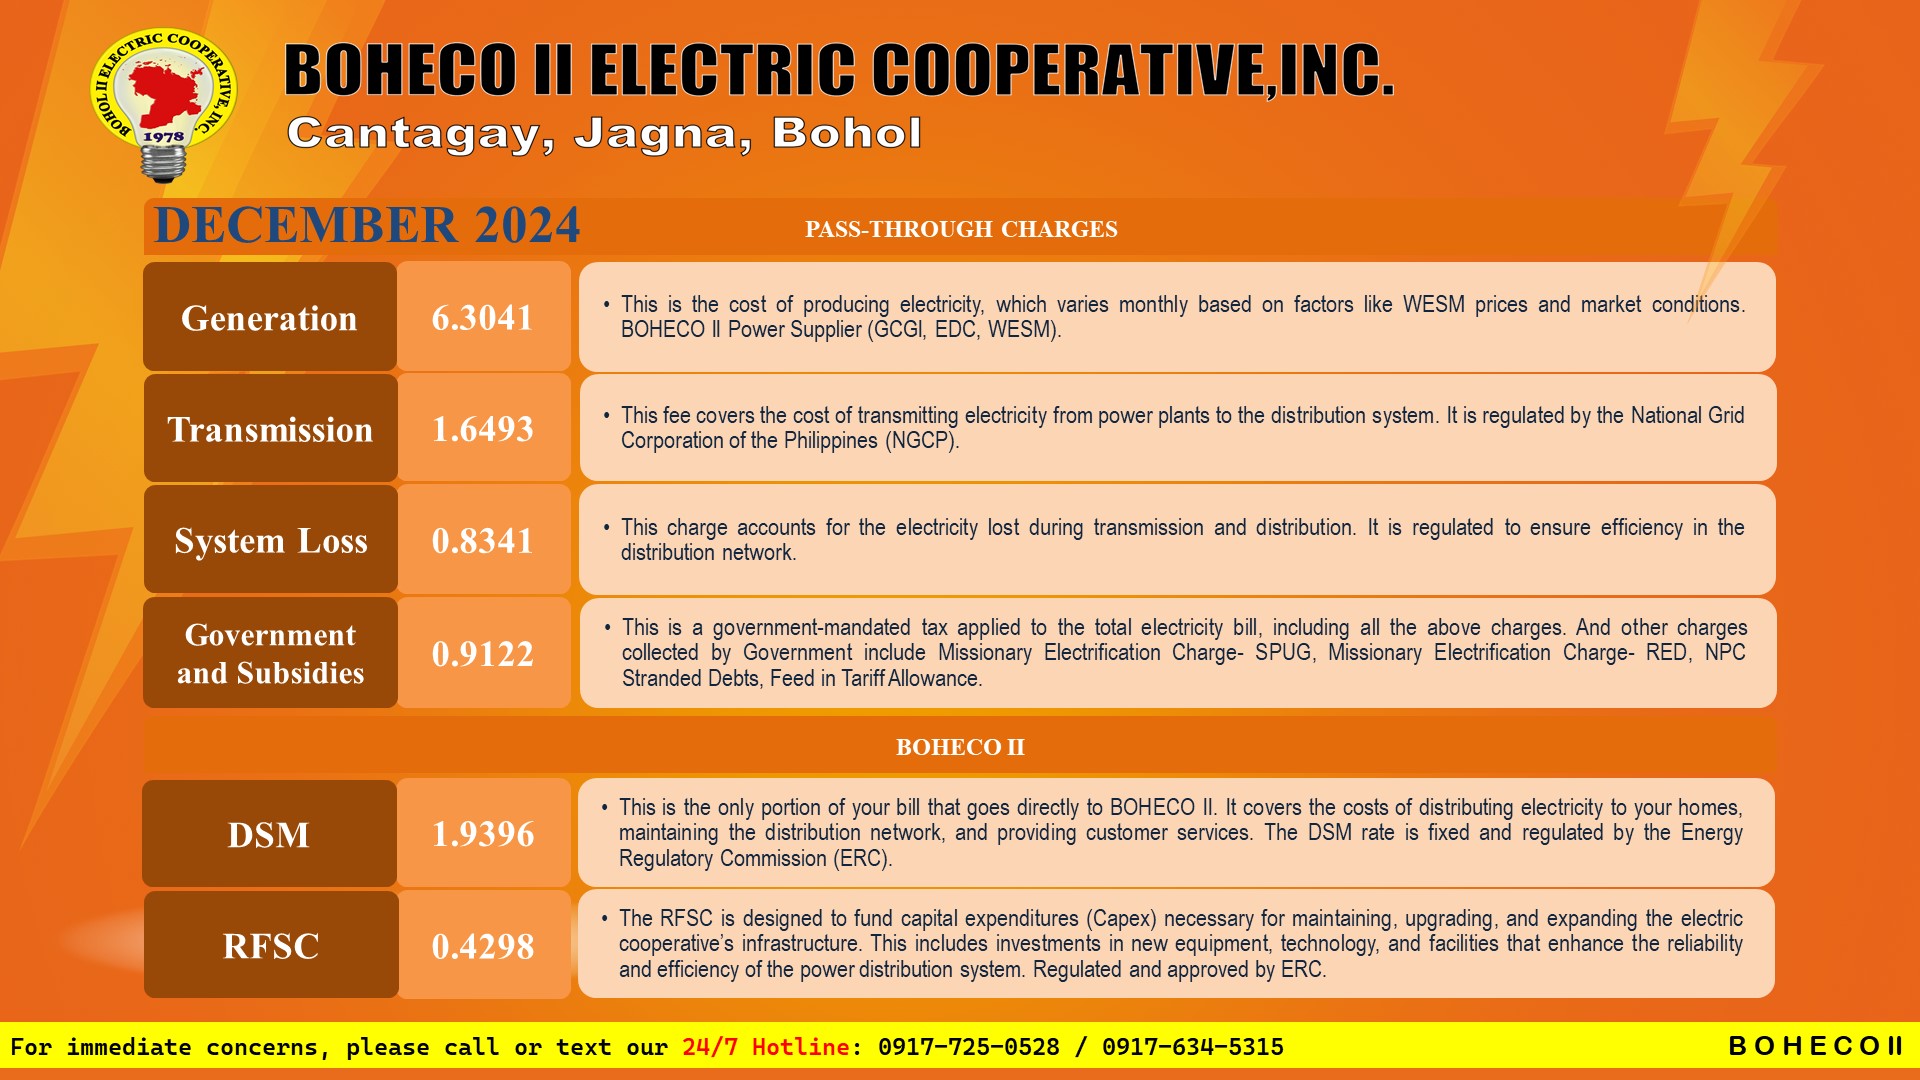 BOHOL II ELECTRIC COOPERATIVE, INC.
1978
BOHECO II ELECTRIC COOPERATIVE,INC.
Cantagay, Jagna, Bohol
DECEMBER 2024
PASS-THROUGH CHARGES
Generation
6.3041
• This is the cost of producing electricity, which varies monthly based on factors like WESM prices and market conditions.
BOHECO II Power Supplier (GCGI, EDC, WESM).
Transmission
1.6493
• This fee covers the cost of transmitting electricity from power plants to the distribution system. It is regulated by the National Grid
Corporation of the Philippines (NGCP).
System Loss
0.8341
• This charge accounts for the electricity lost during transmission and distribution. It is regulated to ensure efficiency in the
distribution network.
Government
and Subsidies
0.9122
• This is a government-mandated tax applied to the total electricity bill, including all the above charges. And other charges
collected by Government include Missionary Electrification Charge- SPUG, Missionary Electrification Charge- RED, NPC
Stranded Debts, Feed in Tariff Allowance.
BOHECO II
DSM
1.9396
• This is the only portion of your bill that goes directly to BOHECO II. It covers the costs of distributing electricity to your homes,
maintaining the distribution network, and providing customer services. The DSM rate is fixed and regulated by the Energy
Regulatory Commission (ERC).
RFSC
0.4298
• The RFSC is designed to fund capital expenditures (Capex) necessary for maintaining, upgrading, and expanding the electric
cooperative’s infrastructure. This includes investments in new equipment, technology, and facilities that enhance the reliability
and efficiency of the power distribution system. Regulated and approved by ERC.
For immediate concerns, please call or text our 24/7 Hotline: 0917-725-0528 / 0917-634-5315
BOHECO II